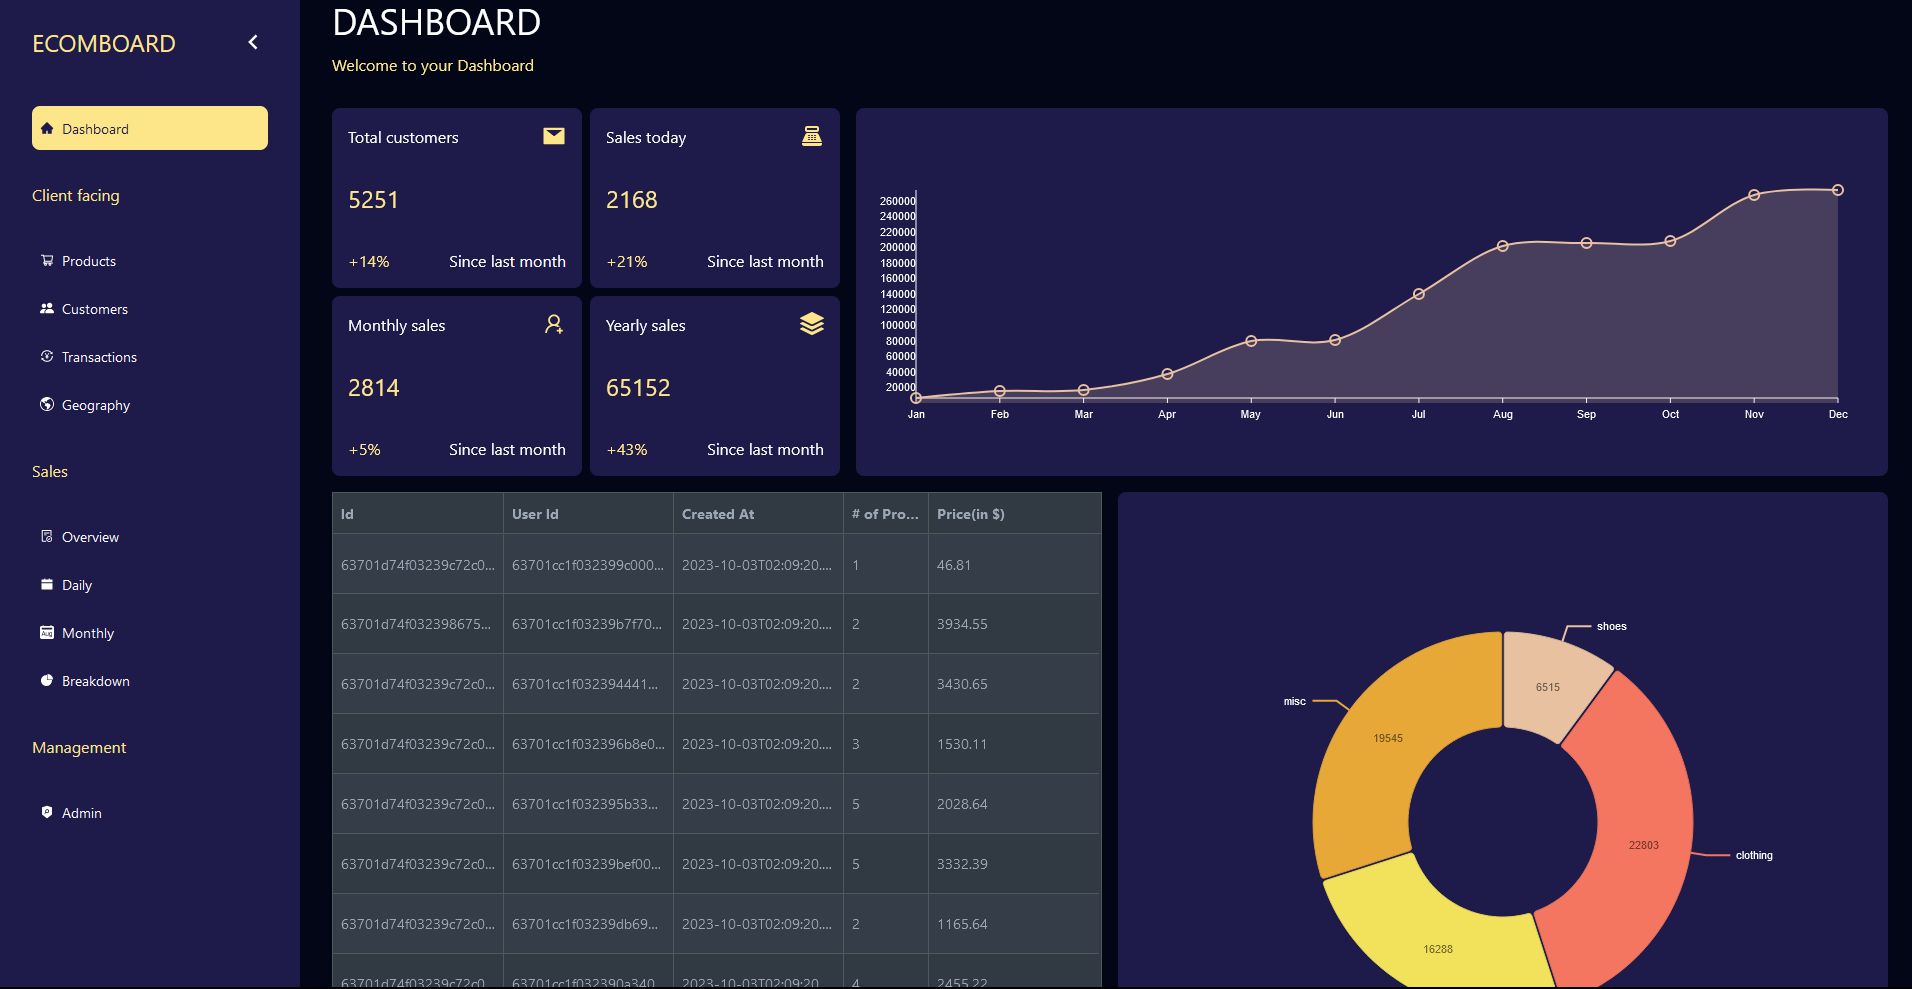 ECOMBOARD
Dashboard
Client facing
Products
Customers
Transactions
Geography
Sales
Overview
Daily
Monthly
Breakdown
Management
Admin
DASHBOARD
Welcome to your Dashboard
Total customers
5251
+14% Since last month
Sales today
2168
+21% Since last month
Monthly sales
2814
+5% Since last month
Yearly sales
65152
+43% Since last month
260000
240000
220000
200000
180000
160000
140000
120000
100000
80000
60000
40000
20000
Jan Feb Mar Apr May Jun Jul Aug Sep Oct Nov Dec
Id User Id Created At # of Pro... Price(in $)
63701d74f03239c72c0... 63701cc1f032399c000... 2023-10-03T02:09:20.... 1 46.81
63701d74f032398675... 63701cc1f03239b7f70... 2023-10-03T02:09:20.... 2 3934.55
63701d74f03239c72c0... 63701cc1f032394441... 2023-10-03T02:09:20.... 2 3430.65
63701d74f03239c72c0... 63701cc1f032396b8e0... 2023-10-03T02:09:20.... 3 1530.11
63701d74f03239c72c0... 63701cc1f032395b33... 2023-10-03T02:09:20.... 5 2028.64
63701d74f03239c72c0... 63701cc1f03239bef00... 2023-10-03T02:09:20.... 5 3332.39
63701d74f03239c72c0... 63701cc1f03239db69... 2023-10-03T02:09:20.... 2 1165.64
63701d74f03239c72c0... 63701cc1f032390a340... 2023-10-03T02:09:20.... 4 2455.22
shoes
6515
misc
19545
22803
clothing
16288